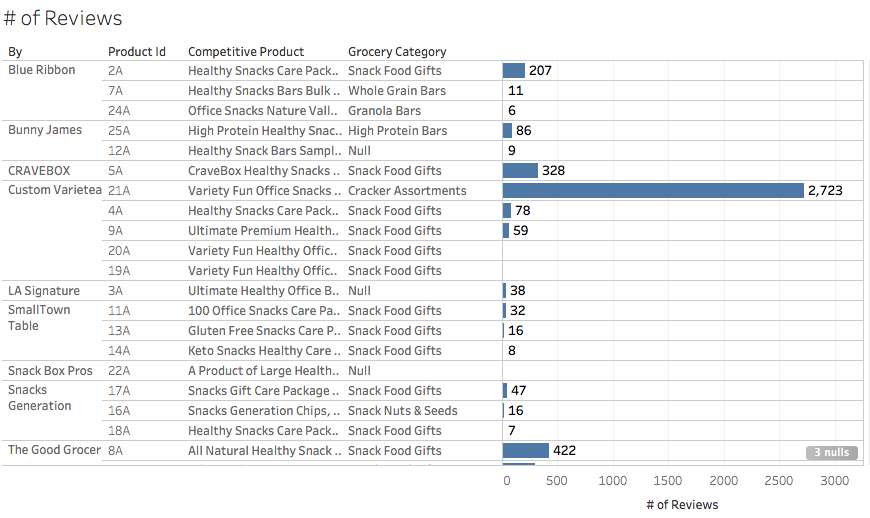 # of Reviews
By Product Id Competitive Product Grocery Category
Blue Ribbon 2A Healthy Snacks Care Pack.. Snack Food Gifts 207
7A Healthy Snacks Bars Bulk .. Whole Grain Bars 11
24A Office Snacks Nature Vall.. Granola Bars 6
Bunny James 25A High Protein Healthy Snac.. High Protein Bars 86
12A Healthy Snack Bars Sampl.. Null 9
CRAVEBOX 5A CraveBox Healthy Snacks .. Snack Food Gifts 328
Custom Varietea 21A Variety Fun Office Snacks .. Cracker Assortments 2,723
4A Healthy Snacks Care Pack.. Snack Food Gifts 78
9A Ultimate Premium Health.. Snack Food Gifts 59
20A Variety Fun Healthy Offic.. Snack Food Gifts
19A Variety Fun Healthy Offic.. Snack Food Gifts
LA Signature 3A Ultimate Healthy Office B.. Null 38
SmallTown 11A 100 Office Snacks Care Pa.. Snack Food Gifts 32
Table 13A Gluten Free Snacks Care P.. Snack Food Gifts 16
14A Keto Snacks Healthy Care .. Snack Food Gifts 8
Snack Box Pros 22A A Product of Large Health.. Null
Snacks 17A Snacks Gift Care Package .. Snack Food Gifts 47
Generation 16A Snacks Generation Chips, .. Snack Nuts & Seeds 16
18A Healthy Snacks Care Pack.. Snack Food Gifts 7
The Good Grocer 8A All Natural Healthy Snack .. Snack Food Gifts 422 3 nulls
0 500 1000 1500 2000 2500 3000
# of Reviews